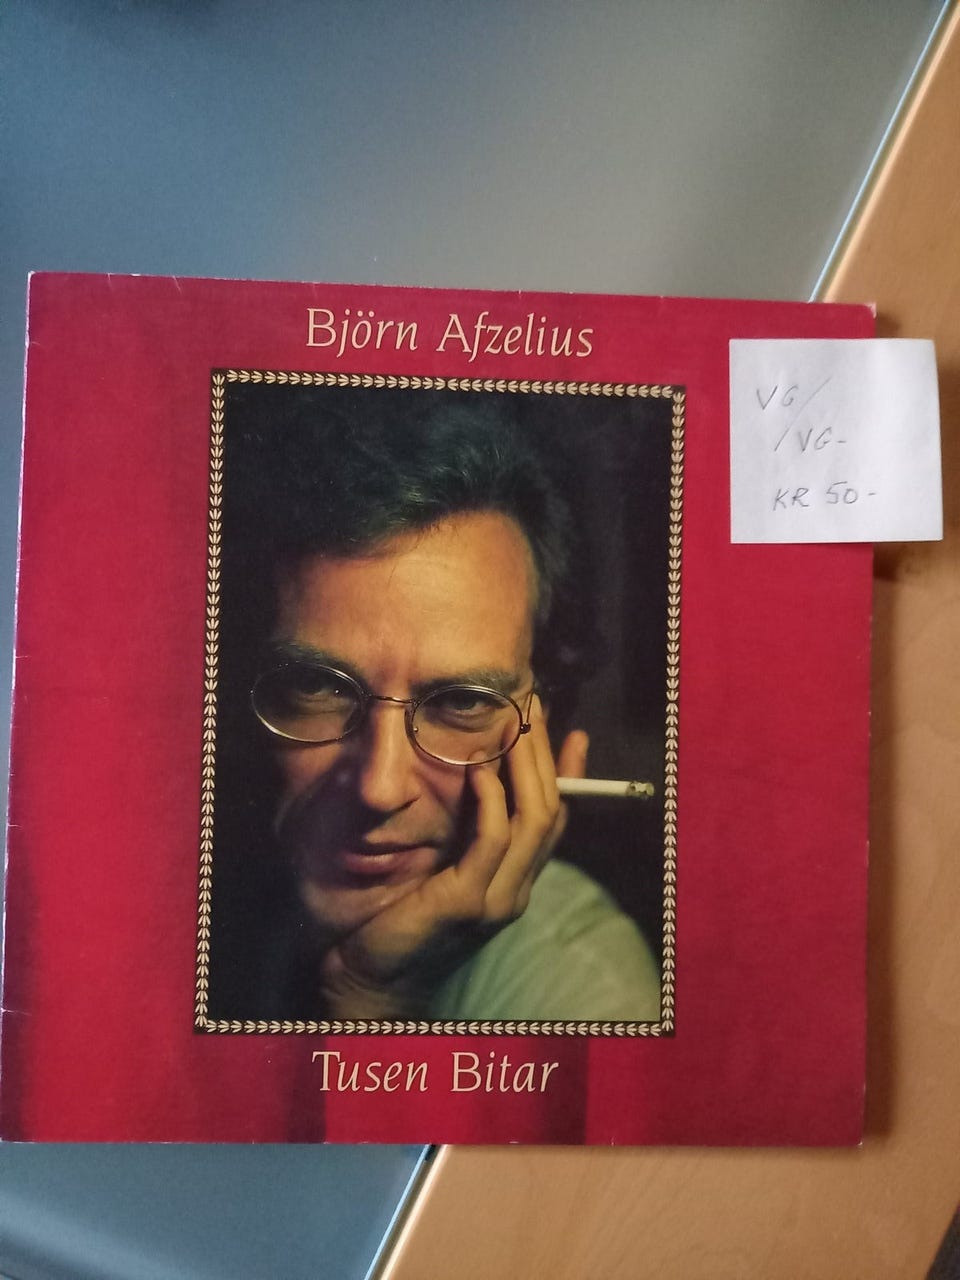 Björn Afzelius
VG/
/VG-
KR 50-
Tusen Bitar